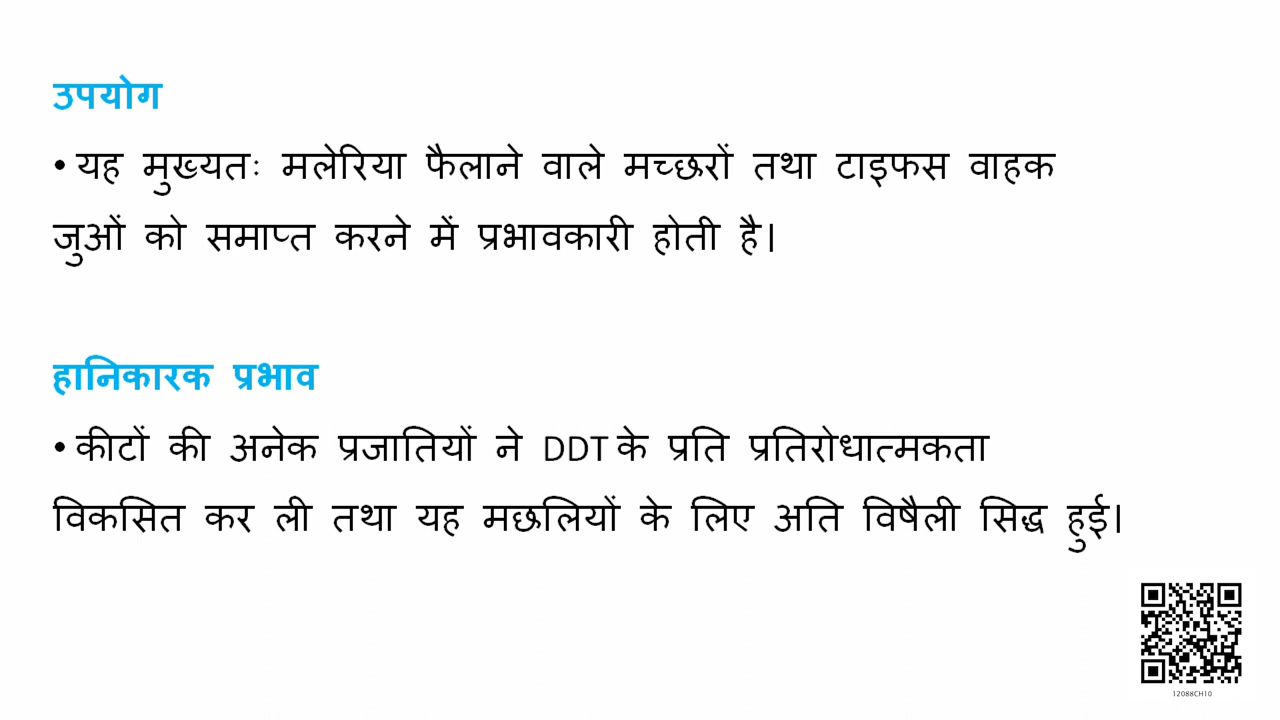 उपयोग
• यह मुख्यतः मलेरिया फैलाने वाले मच्छरों तथा टाइफस वाहक
जुओं को समाप्त करने में प्रभावकारी होती है।
हानिकारक प्रभाव
• कीटों की अनेक प्रजातियों ने DDT के प्रति प्रतिरोधात्मकता
विकसित कर ली तथा यह मछलियों के लिए अति विषैली सिद्ध हुई।
12088CH10